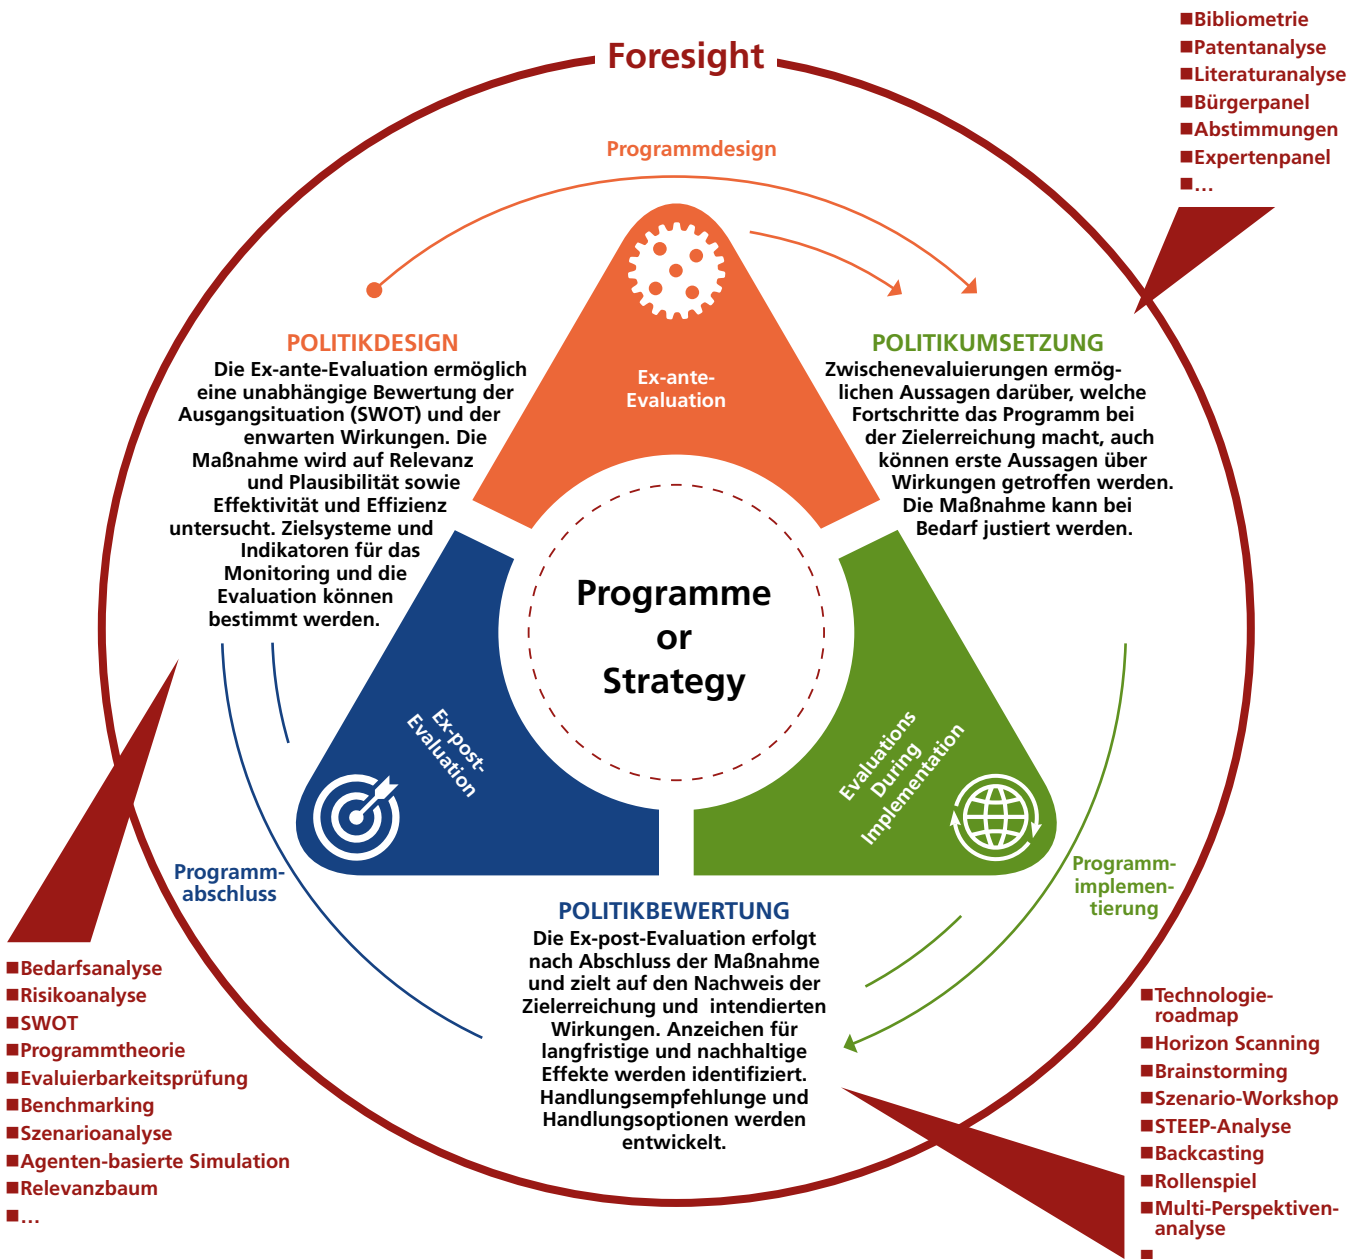 Foresight
■Bibliometrie
■Patentanalyse
■Literaturanalyse
■Bürgerpanel
■Abstimmungen
■Expertenpanel
■...
Programmdesign
POLITIKDESIGN
Die Ex-ante-Evaluation ermöglich
eine unabhängige Bewertung der
Ausgangsituation (SWOT) und der
enwarten Wirkungen. Die
Maßnahme wird auf Relevanz
und Plausibilität sowie
Effektivität und Effizienz
untersucht. Zielsysteme und
Indikatoren für das
Monitoring und die
Evaluation können
bestimmt werden.
Ex-ante-
Evaluation
POLITIKUMSETZUNG
Zwischenevaluierungen ermög-
lichen Aussagen darüber, welche
Fortschritte das Programm bei
der Zielerreichung macht, auch
können erste Aussagen über
Wirkungen getroffen werden.
Die Maßnahme kann bei
Bedarf justiert werden.
Programme
or
Strategy
Ex-post-
Evaluation
Evaluations
During
Implementation
Programm-
abschluss
Programm-
implemen-
tierung
POLITIKBEWERTUNG
Die Ex-post-Evaluation erfolgt
nach Abschluss der Maßnahme
und zielt auf den Nachweis der
Zielerreichung und  intendierten
Wirkungen. Anzeichen für
langfristige und nachhaltige
Effekte werden identifiziert.
Handlungsempfehlunge und
Handlungsoptionen werden
entwickelt.
■Bedarfsanalyse
■Risikoanalyse
■SWOT
■Programmtheorie
■Evaluierbarkeitsprüfung
■Benchmarking
■Szenarioanalyse
■Agenten-basierte Simulation
■Relevanzbaum
■...
■Technologie-
roadmap
■Horizon Scanning
■Brainstorming
■Szenario-Workshop
■STEEP-Analyse
■Backcasting
■Rollenspiel
■Multi-Perspektiven-
analyse
■